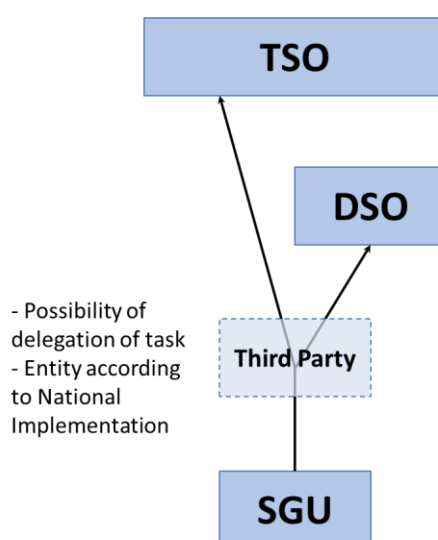 TSO
DSO
- Possibility of
delegation of task
- Entity according
to National
Implementation
Third Party
SGU